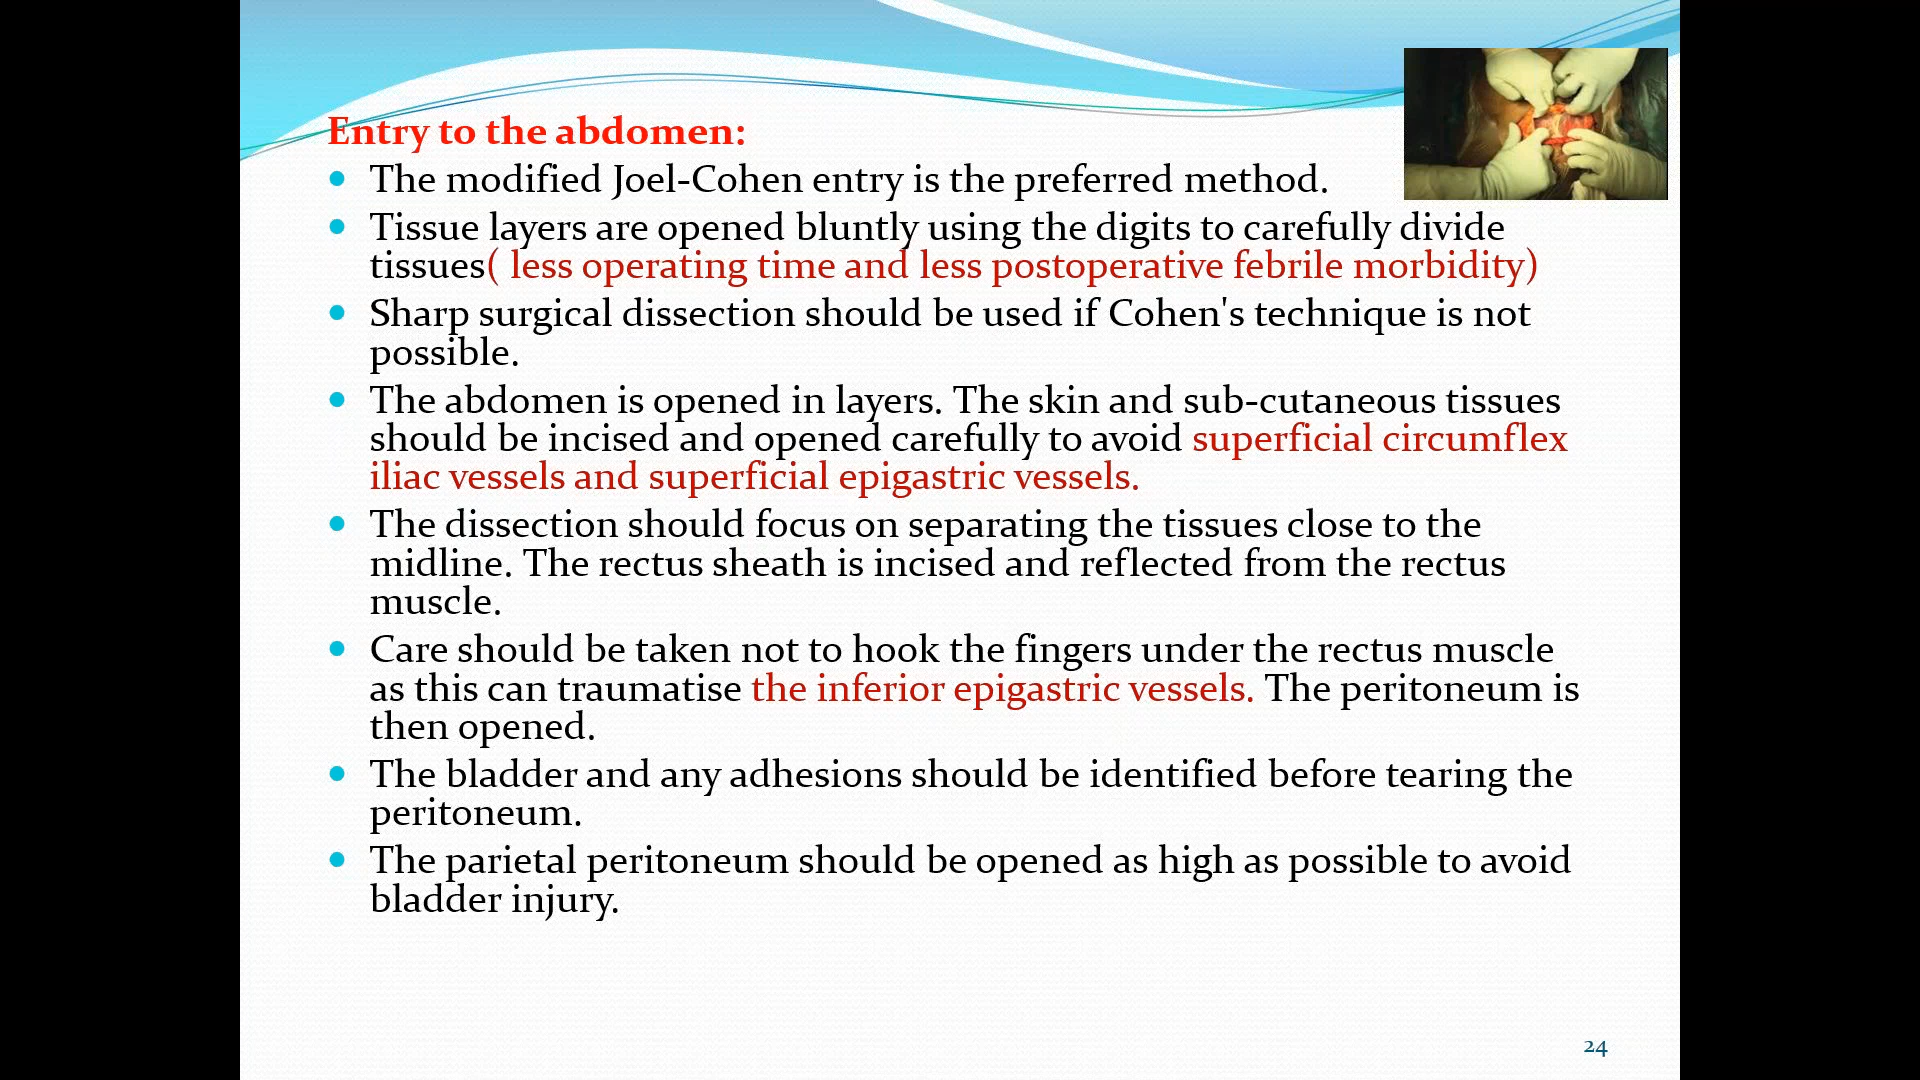 Entry to the abdomen:
The modified Joel-Cohen entry is the preferred method.
Tissue layers are opened bluntly using the digits to carefully divide
tissues( less operating time and less postoperative febrile morbidity)
Sharp surgical dissection should be used if Cohen's technique is not
possible.
The abdomen is opened in layers. The skin and sub-cutaneous tissues
should be incised and opened carefully to avoid superficial circumflex
iliac vessels and superficial epigastric vessels.
The dissection should focus on separating the tissues close to the
midline. The rectus sheath is incised and reflected from the rectus
muscle.
Care should be taken not to hook the fingers under the rectus muscle
as this can traumatise the inferior epigastric vessels. The peritoneum is
then opened.
The bladder and any adhesions should be identified before tearing the
peritoneum.
The parietal peritoneum should be opened as high as possible to avoid
bladder injury.
24